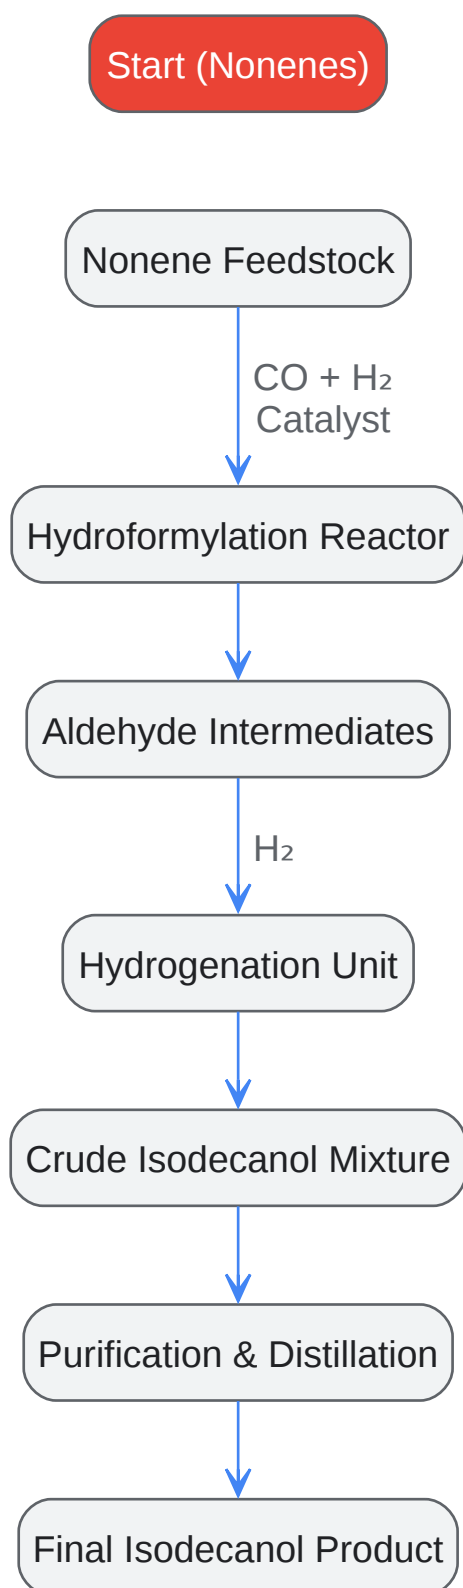 Start (Nonenes)
Nonene Feedstock
CO + H₂
Catalyst
Hydroformylation Reactor
Aldehyde Intermediates
H₂
Hydrogenation Unit
Crude Isodecanol Mixture
Purification & Distillation
Final Isodecanol Product